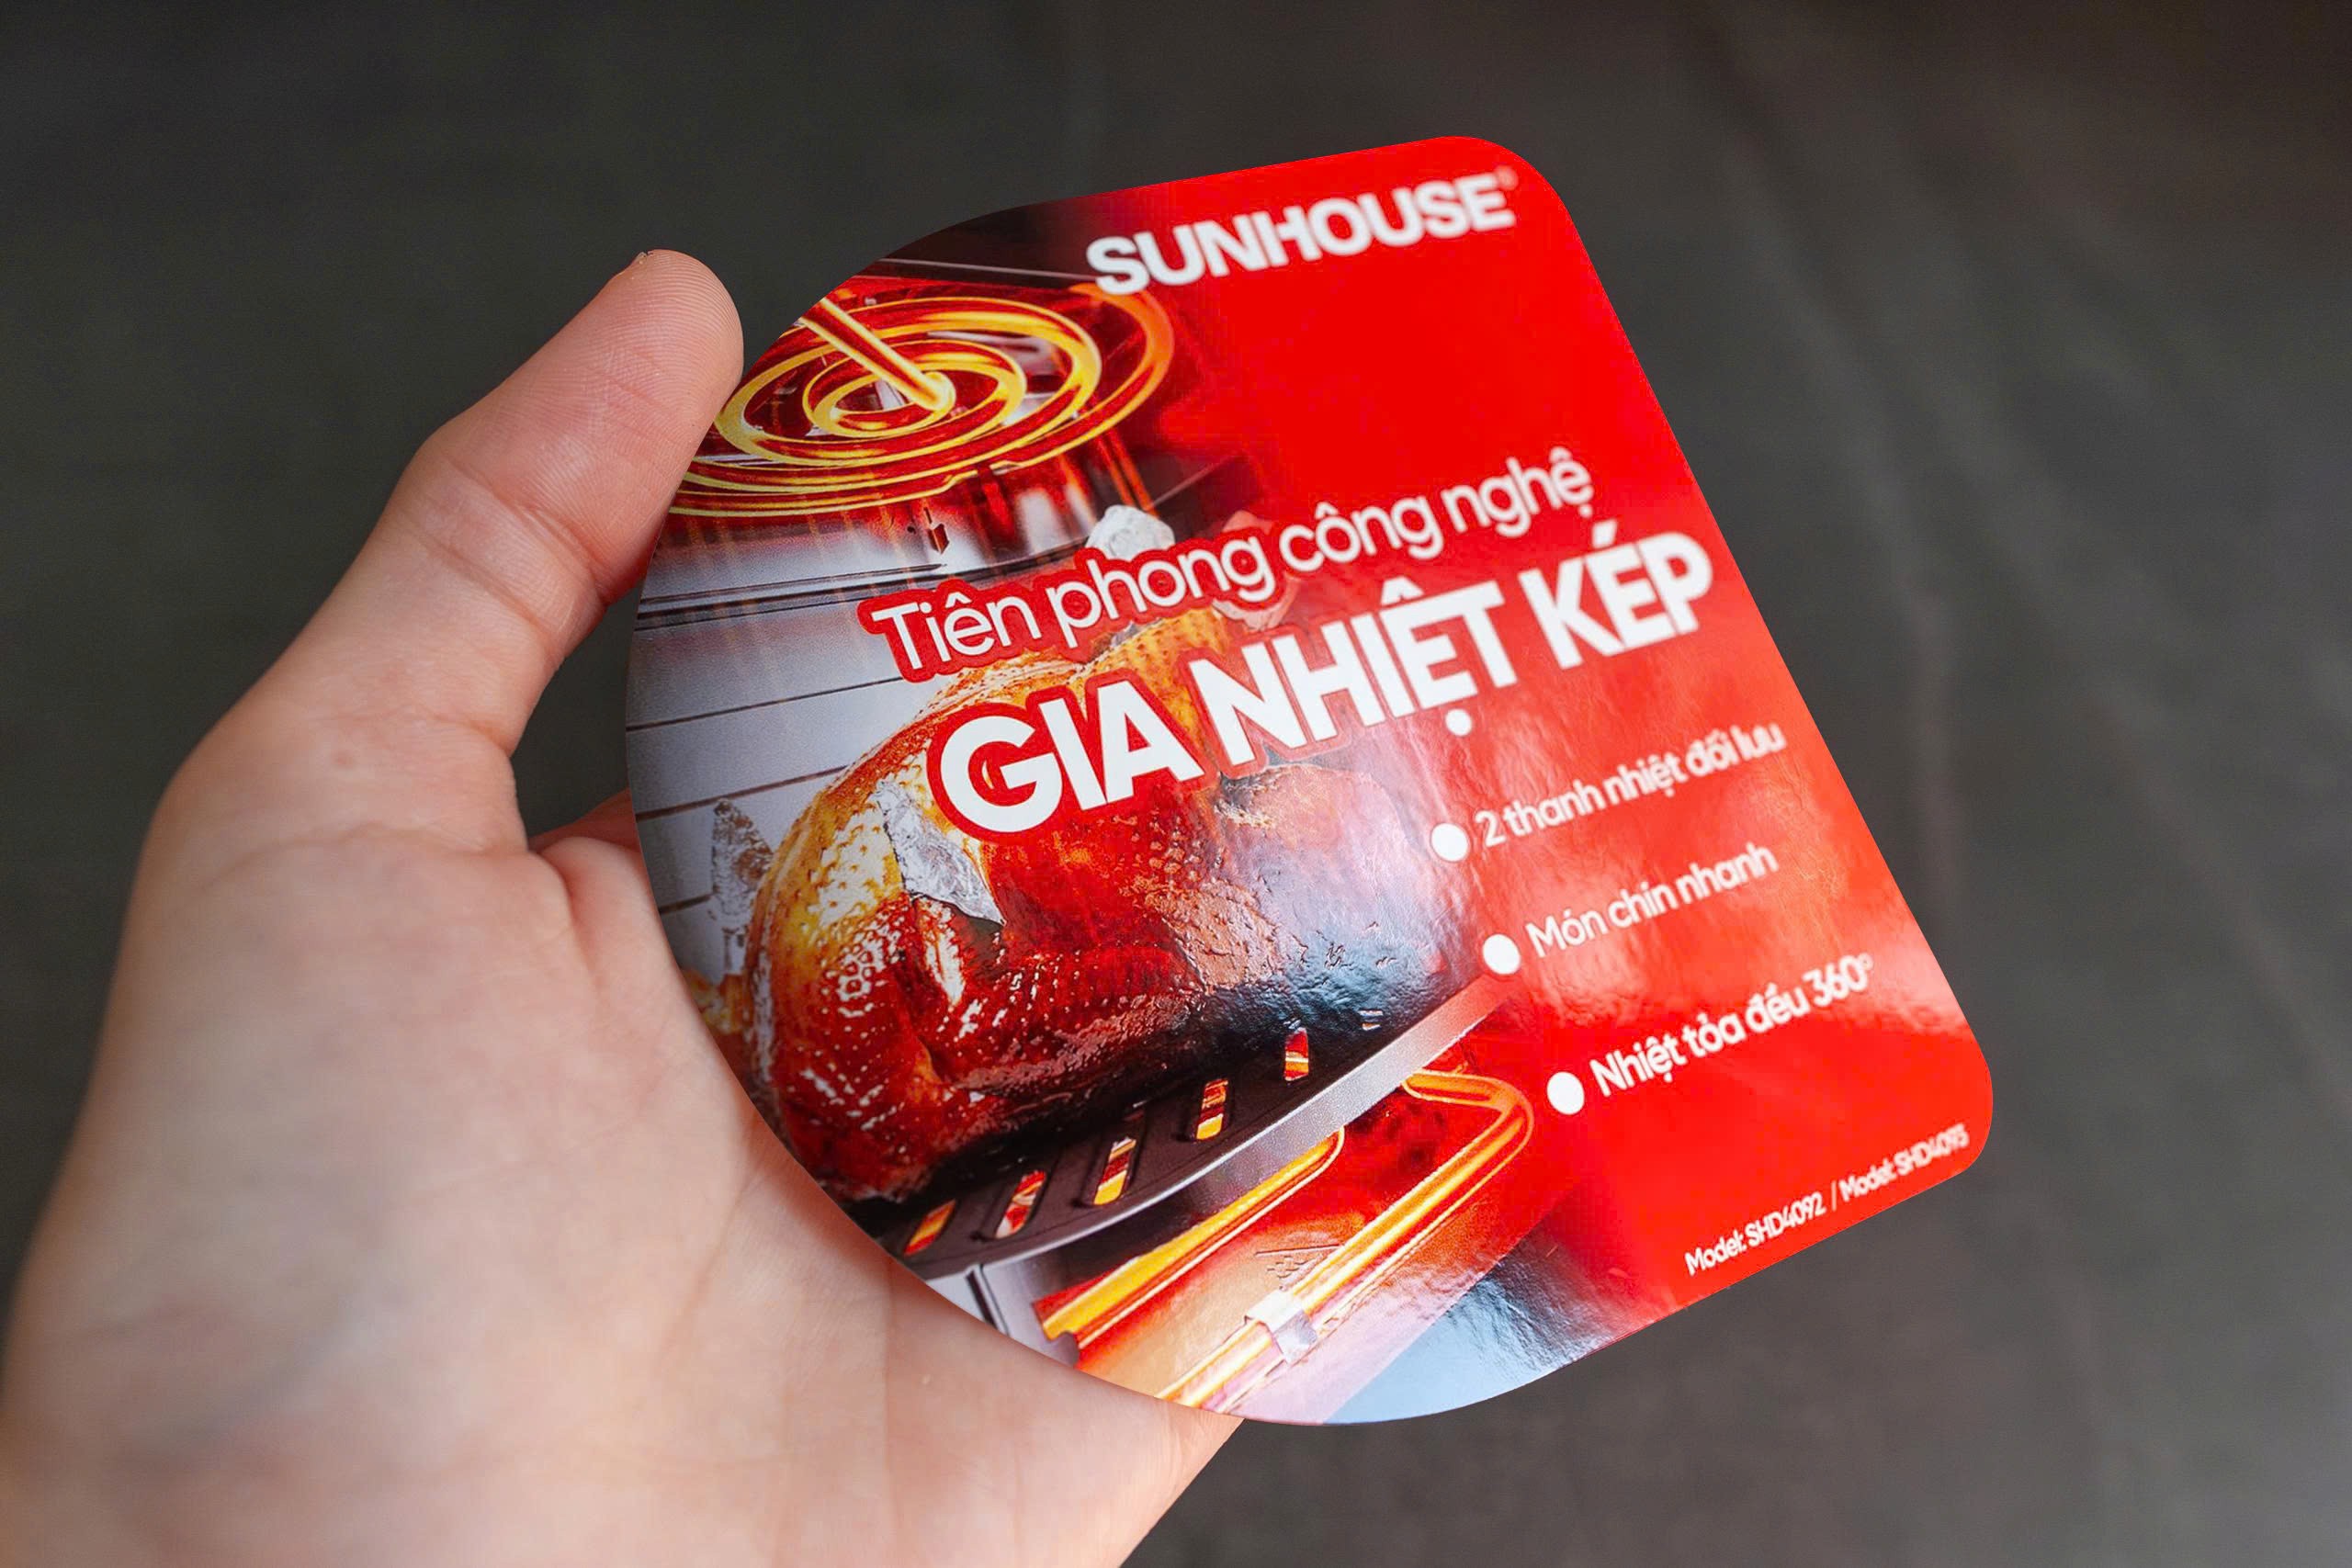 SUNHOUSE®
Tiên phong công nghệ
GIA NHIỆT KÉP
2 thanh nhiệt đối lưu
Món chín nhanh
Nhiệt tỏa đều 360°
Model: SHD4092 / Model: SHD4093